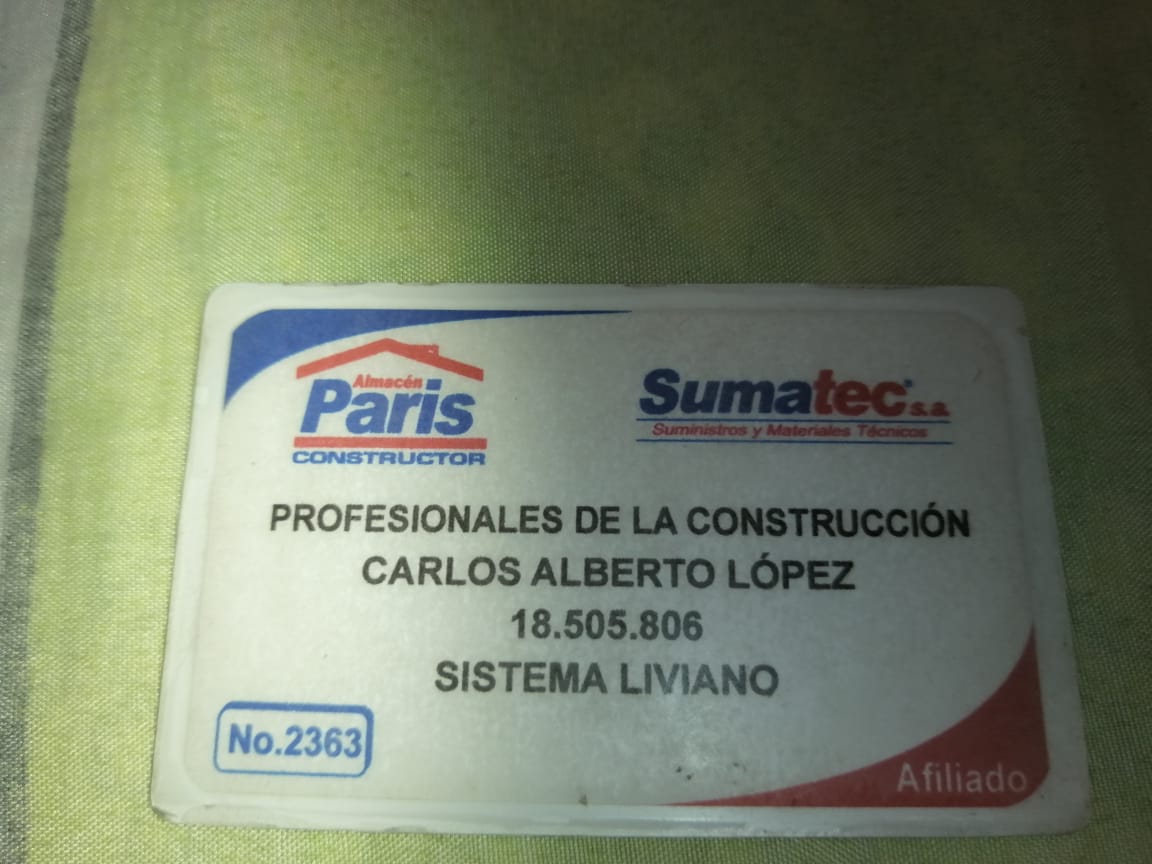 Almacén
Paris
CONSTRUCTOR
Sumatec s.a.
Suministros y Materiales Técnicos
PROFESIONALES DE LA CONSTRUCCIÓN
CARLOS ALBERTO LÓPEZ
18.505.806
SISTEMA LIVIANO
No.2363
Afiliado